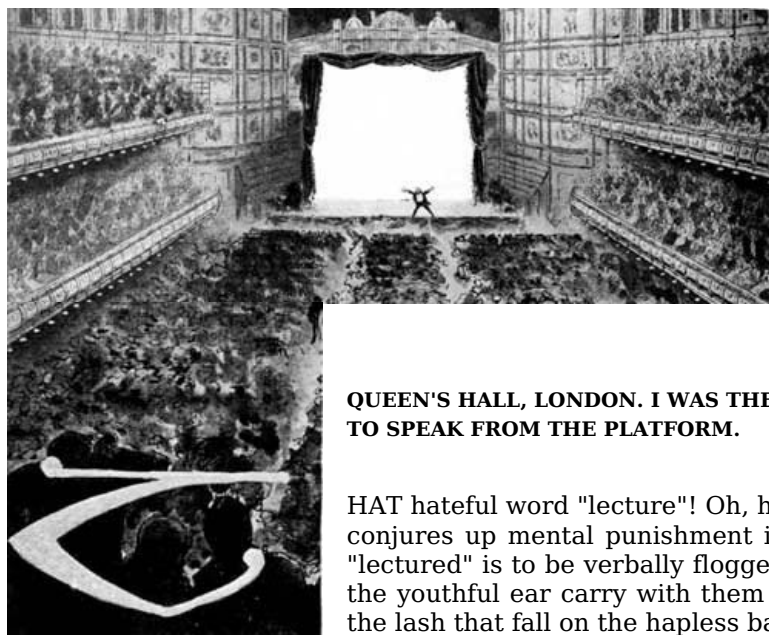 QUEEN'S HALL, LONDON. I WAS THE
TO SPEAK FROM THE PLATFORM.
HAT hateful word "lecture"! Oh, h
conjures up mental punishment i
"lectured" is to be verbally flogge
the youthful ear carry with them
the lash that fall on the hapless ba